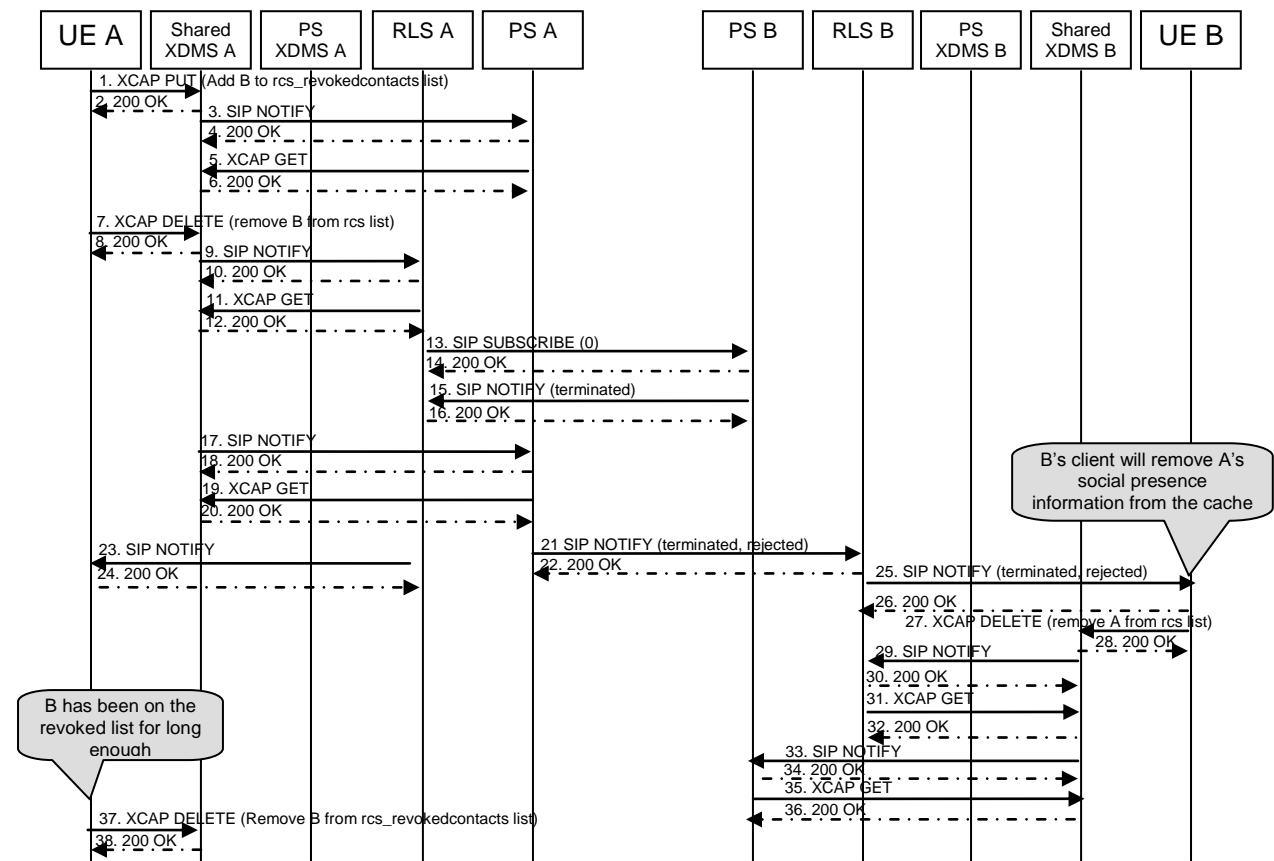 UE A
Shared
XDMS A
PS
XDMS A
RLS A
PS A
PS B
RLS B
PS
XDMS B
Shared
XDMS B
UE B
1. XCAP PUT (Add B to rcs_revokedcontacts list)
2. 200 OK
3. SIP NOTIFY
4. 200 OK
5. XCAP GET
6. 200 OK
7. XCAP DELETE (remove B from rcs list)
8. 200 OK
9. SIP NOTIFY
10. 200 OK
11. XCAP GET
12. 200 OK
13. SIP SUBSCRIBE (0)
14. 200 OK
15. SIP NOTIFY (terminated)
16. 200 OK
17. SIP NOTIFY
18. 200 OK
19. XCAP GET
20. 200 OK
B's client will remove A's
social presence
information from the cache
21 SIP NOTIFY (terminated, rejected)
22. 200 OK
23. SIP NOTIFY
24. 200 OK
25. SIP NOTIFY (terminated, rejected)
26. 200 OK
27. XCAP DELETE (remove A from rcs list)
28. 200 OK
29. SIP NOTIFY
30. 200 OK
31. XCAP GET
32. 200 OK
33. SIP NOTIFY
34. 200 OK
35. XCAP GET
36. 200 OK
B has been on the
revoked list for long
enough
37. XCAP DELETE (Remove B from rcs_revokedcontacts list)
38. 200 OK